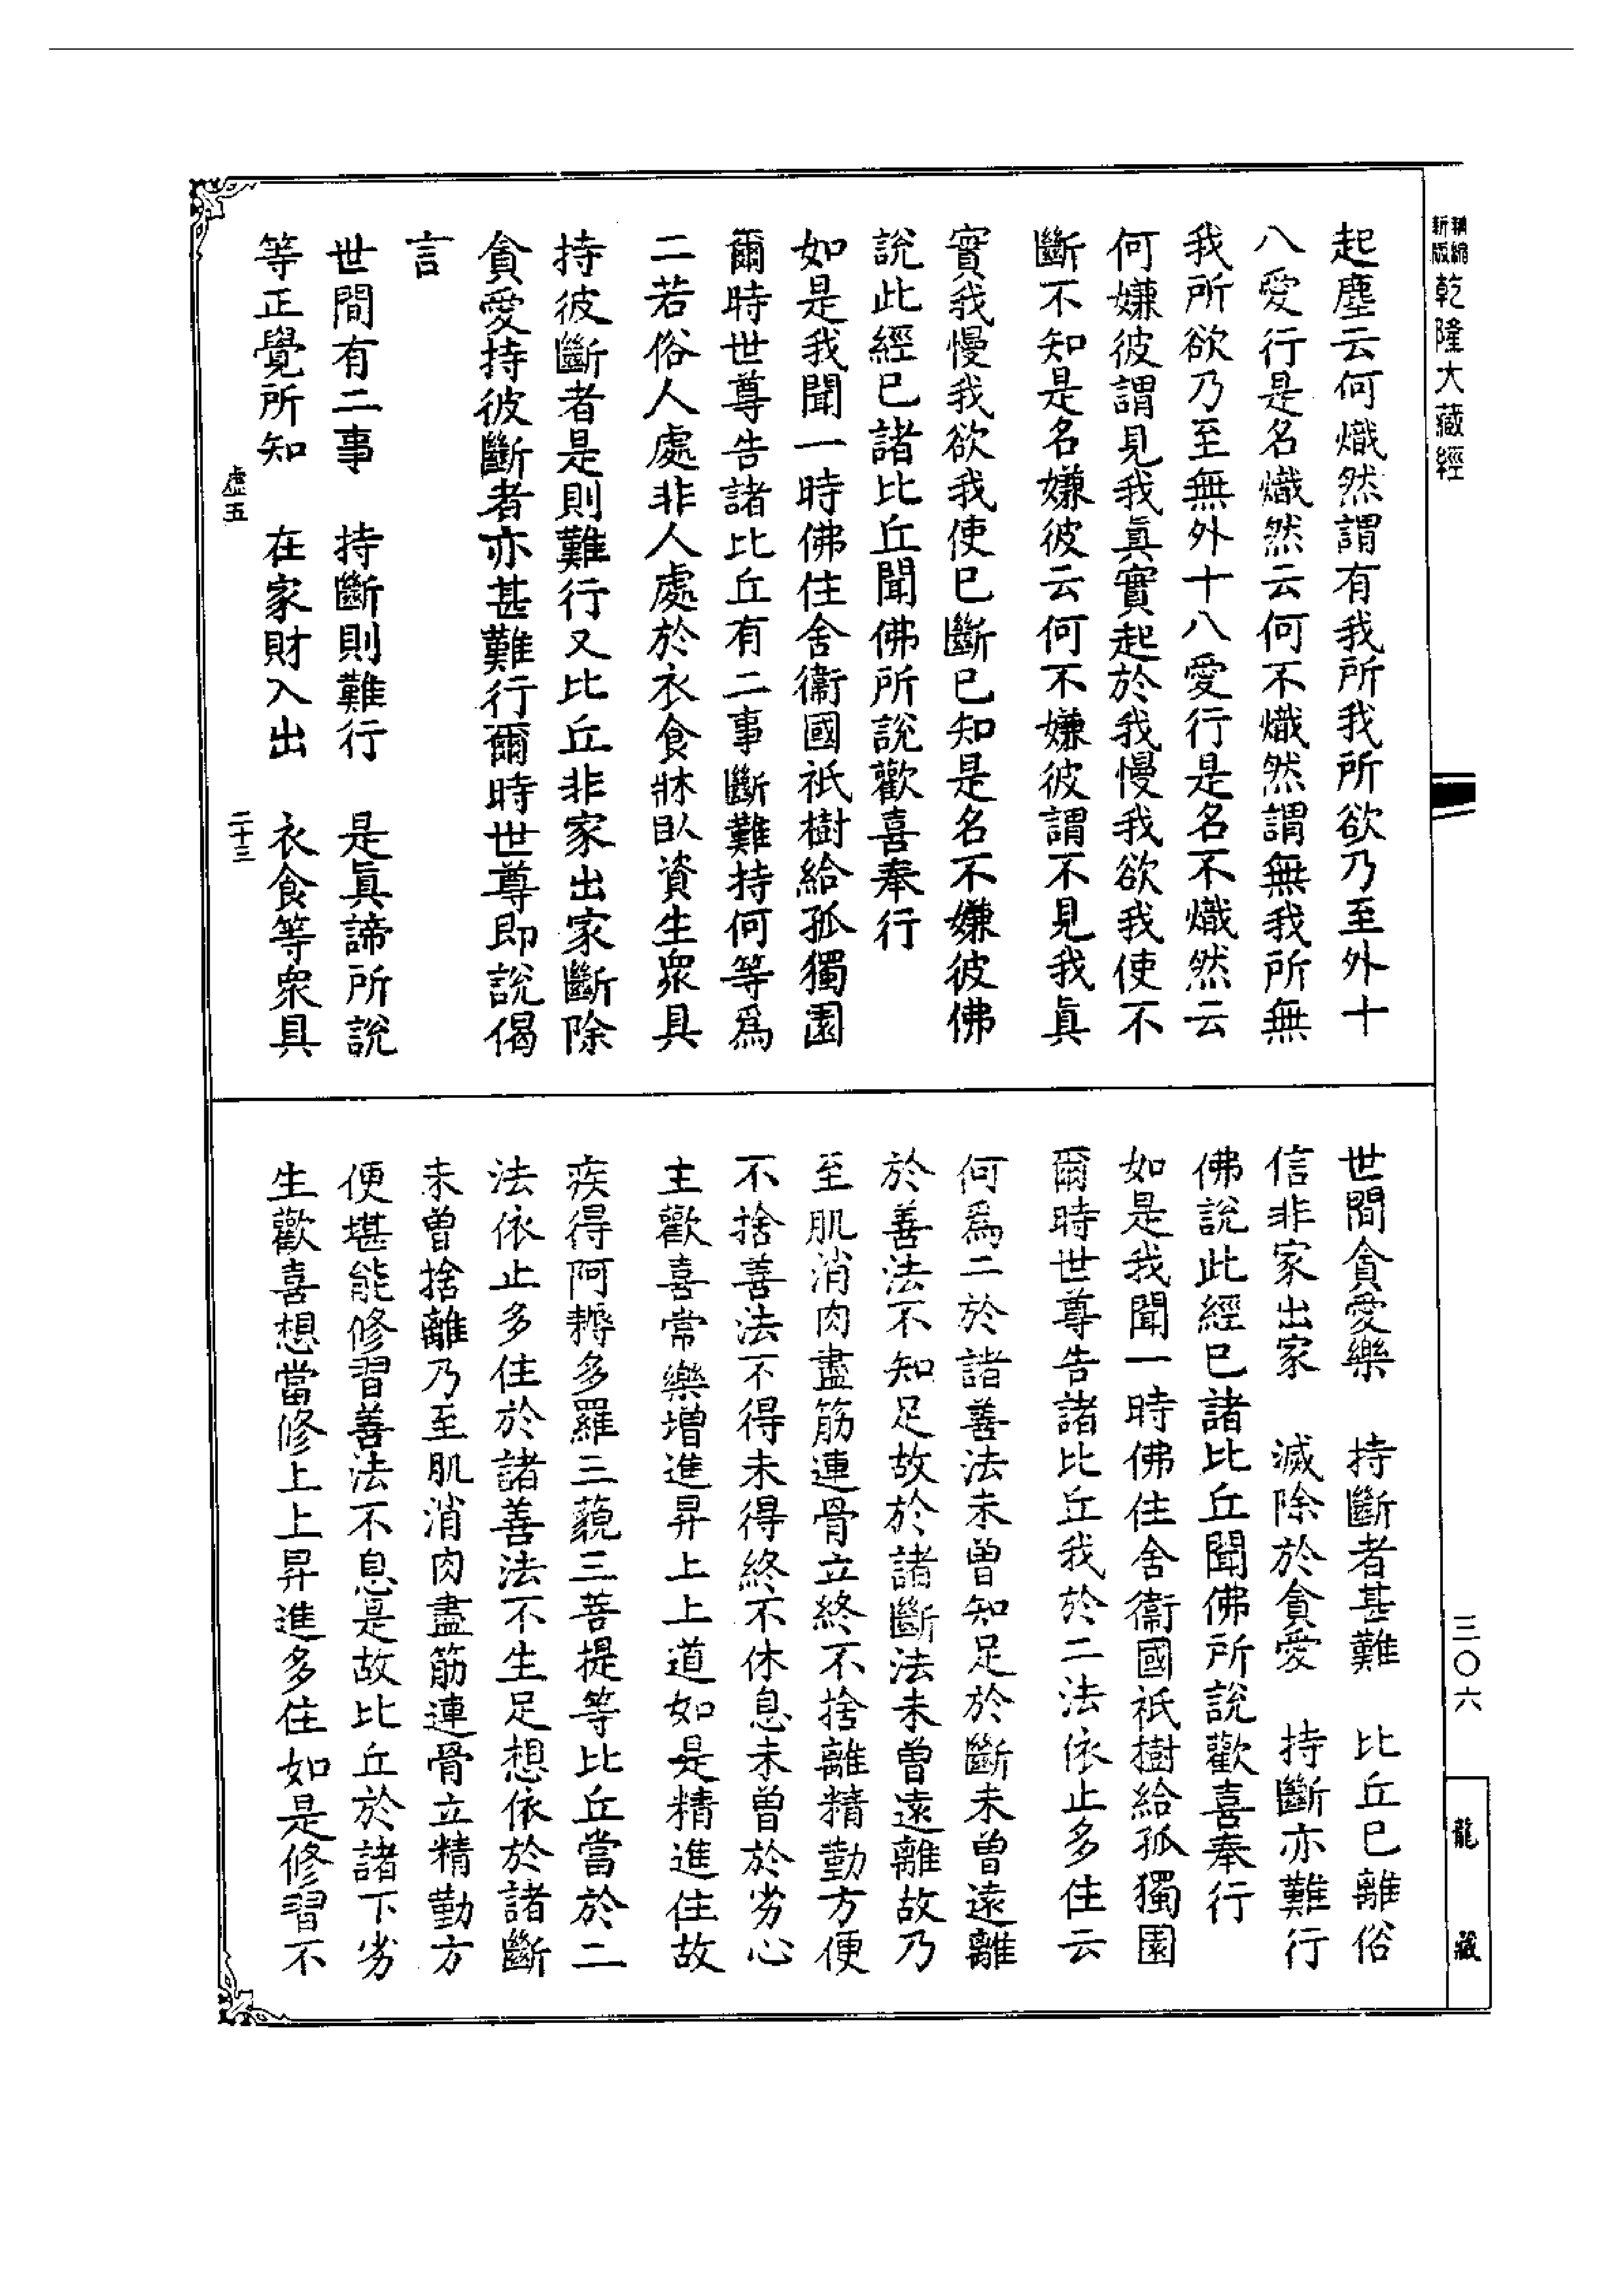 新版
精縮
乾隆大藏經
起塵云何熾然謂有我所我所欲乃至外十
八愛行是名熾然云何不熾然謂無我所無
我所欲乃至無外十八愛行是名不熾然云
何嫌彼謂見我真實起於我慢我欲我使不
斷不知是名嫌彼云何不嫌彼謂不見我真
實我慢我欲我使已斷已知是名不嫌彼佛
說此經已諸比丘聞佛所說歡喜奉行
如是我聞一時佛住舍衞國祇樹給孤獨園
爾時世尊告諸比丘有二事斷難持何等爲
二若俗人處非人處於衣食牀臥資生衆具
持彼斷者是則難行又比丘非家出家斷除
貪愛持彼斷者亦甚難行爾時世尊即說偈
言
世間有二事　持斷則難行　是眞諦所說
等正覺所知　在家財入出　衣食等衆具
虛五　二十三
世間貪愛樂　持斷者甚難　比丘已離俗
信非家出家　滅除於貪愛　持斷亦難行
佛說此經已諸比丘聞佛所說歡喜奉行
如是我聞一時佛住舍衞國祇樹給孤獨園
爾時世尊告諸比丘我於二法依止多住云
何爲二於諸善法未曾知足於斷未曾遠離
於善法不知足故於諸斷法未曾遠離故乃
至肌消肉盡筋連骨立終不捨離精勤方便
不捨善法不得未得終不休息未曾於劣心
生歡喜常樂增進昇上上道如是精進住故
疾得阿耨多羅三藐三菩提等比丘當於二
法依止多住於諸善法不生足想依於諸斷
未曾捨離乃至肌消肉盡筋連骨立精勤方
便堪能修習善法不息是故比丘於諸下劣
生歡喜想當修上上昇進多住如是修習不
三〇六
龍藏